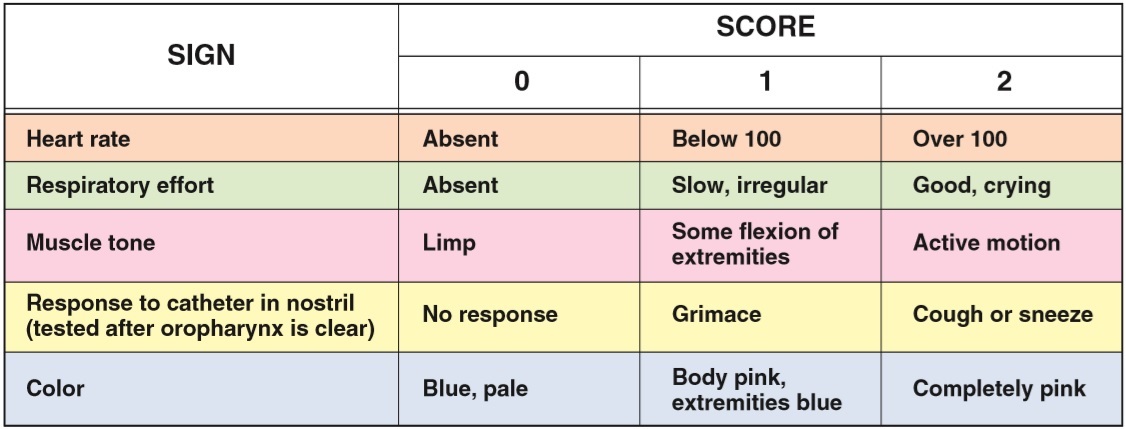 SIGN
SCORE
0 1 2
Heart rate Absent Below 100 Over 100
Respiratory effort Absent Slow, irregular Good, crying
Muscle tone Limp Some flexion of
extremities Active motion
Response to catheter in nostril
(tested after oropharynx is clear) No response Grimace Cough or sneeze
Color Blue, pale Body pink,
extremities blue Completely pink